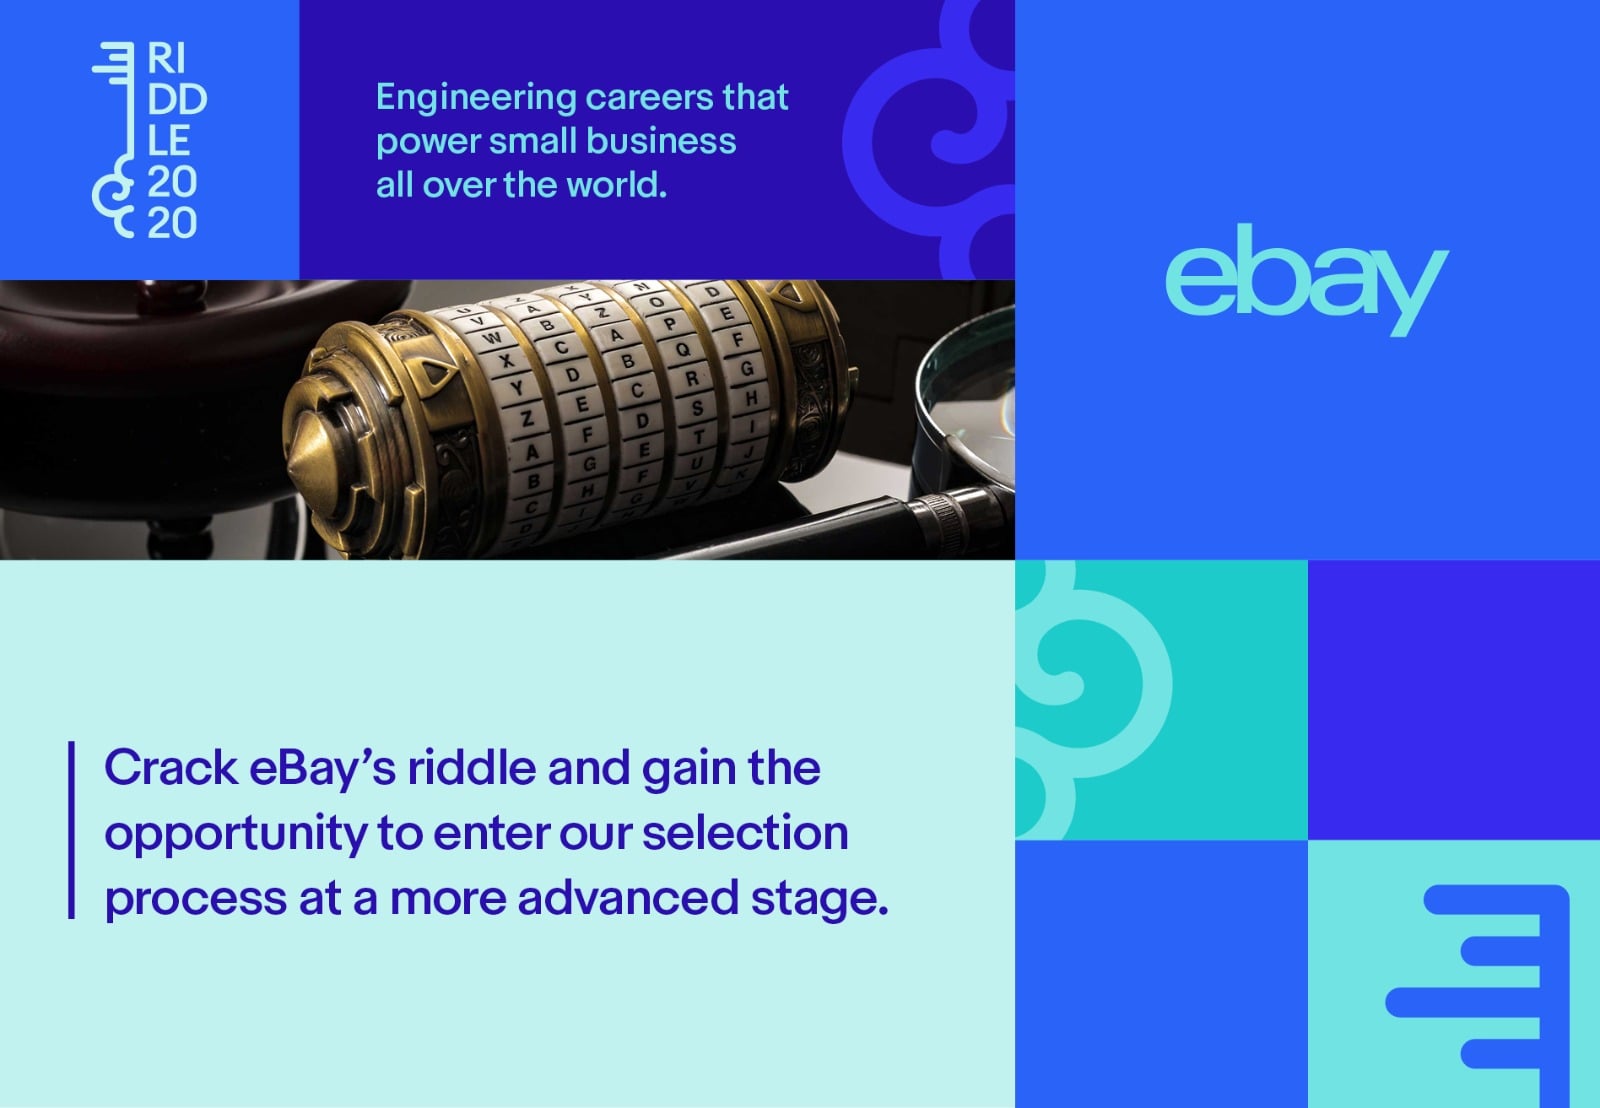 RI
DD
LE
20
20
Engineering careers that
power small business
all over the world.
ebay
U V W X Y Z A B C D
Z A B C D E F G H I J
X Y Z A B C D E F G
N O P Q R S T U V
D E F G H I J K
Crack eBay’s riddle and gain the
opportunity to enter our selection
process at a more advanced stage.